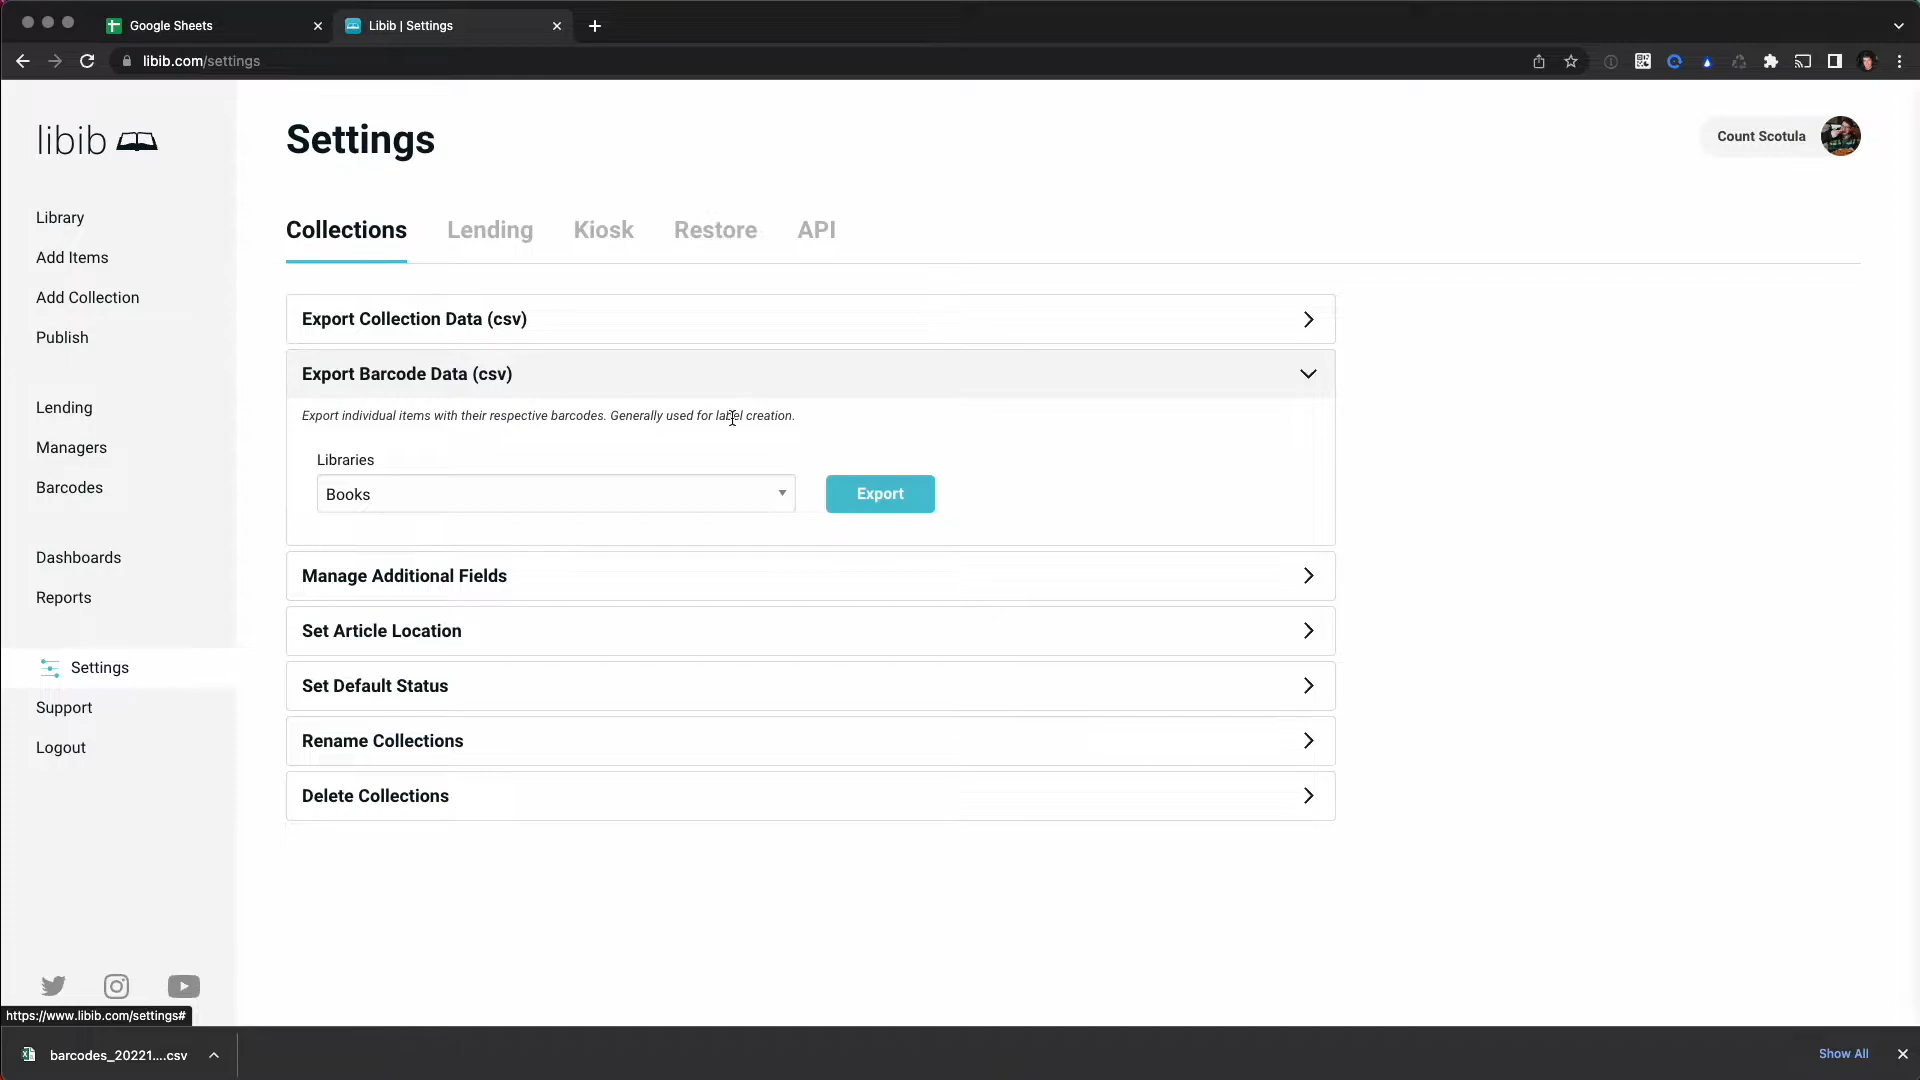 Google Sheets
Libib | Settings
libib.com/settings
libib
Settings
Count Scotula
Library
Add Items
Add Collection
Publish
Lending
Managers
Barcodes
Dashboards
Reports
Settings
Support
Logout
Collections Lending Kiosk Restore API
Export Collection Data (csv)
Export Barcode Data (csv)
Export individual items with their respective barcodes. Generally used for label creation.
Libraries
Books
Export
Manage Additional Fields
Set Article Location
Set Default Status
Rename Collections
Delete Collections
https://www.libib.com/settings#
barcodes_20221....csv
Show All